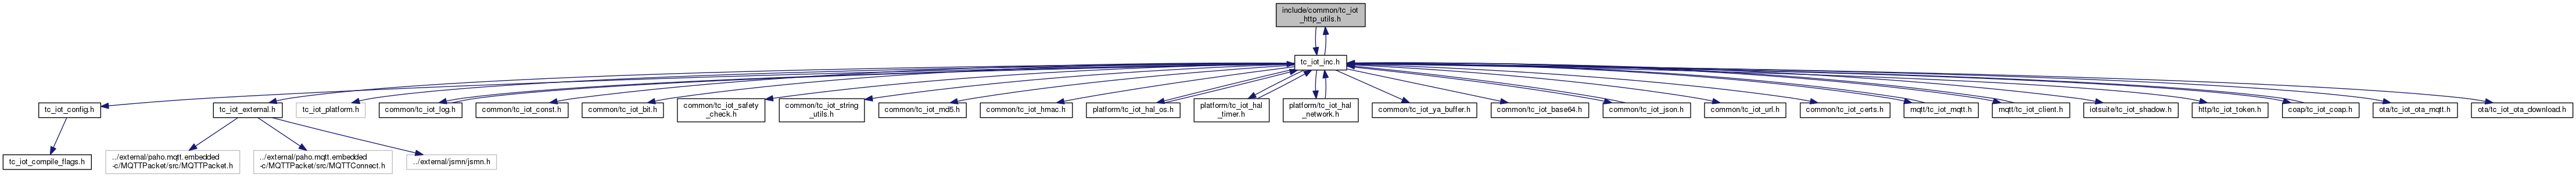 include/common/tc_iot
_http_utils.h
tc_iot_inc.h
tc_iot_config.h
tc_iot_external.h
tc_iot_platform.h
common/tc_iot_log.h
common/tc_iot_const.h
common/tc_iot_bit.h
common/tc_iot_safety
_check.h
common/tc_iot_string
_utils.h
common/tc_iot_md5.h
common/tc_iot_hmac.h
platform/tc_iot_hal_os.h
platform/tc_iot_hal
_timer.h
platform/tc_iot_hal
_network.h
common/tc_iot_ya_buffer.h
common/tc_iot_base64.h
common/tc_iot_json.h
common/tc_iot_url.h
common/tc_iot_certs.h
mqtt/tc_iot_mqtt.h
mqtt/tc_iot_client.h
iotsuite/tc_iot_shadow.h
http/tc_iot_token.h
coap/tc_iot_coap.h
ota/tc_iot_ota_mqtt.h
ota/tc_iot_ota_download.h
tc_iot_compile_flags.h
../external/paho.mqtt.embedded
-c/MQTTPacket/src/MQTTPacket.h
../external/paho.mqtt.embedded
-c/MQTTPacket/src/MQTTConnect.h
../external/jsmn/jsmn.h